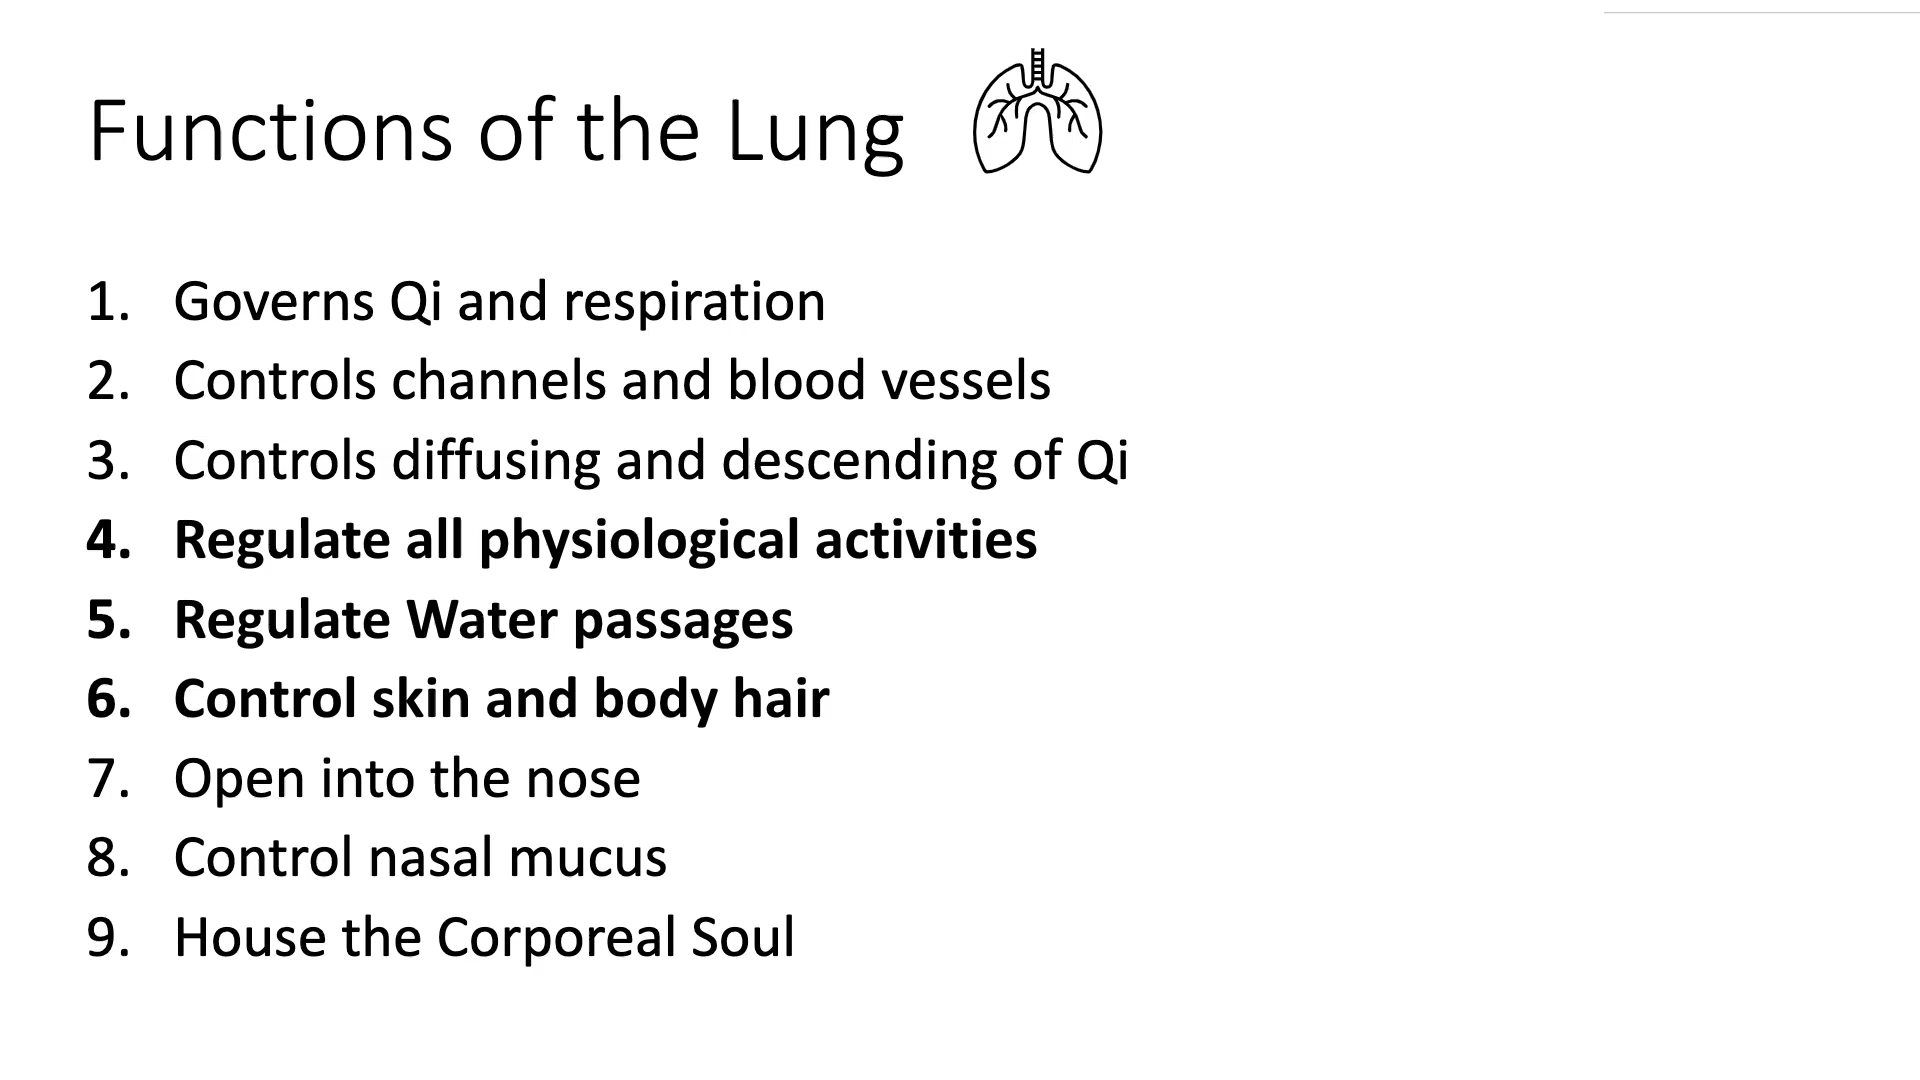 Functions of the Lung
1. Governs Qi and respiration
2. Controls channels and blood vessels
3. Controls diffusing and descending of Qi
4. Regulate all physiological activities
5. Regulate Water passages
6. Control skin and body hair
7. Open into the nose
8. Control nasal mucus
9. House the Corporeal Soul